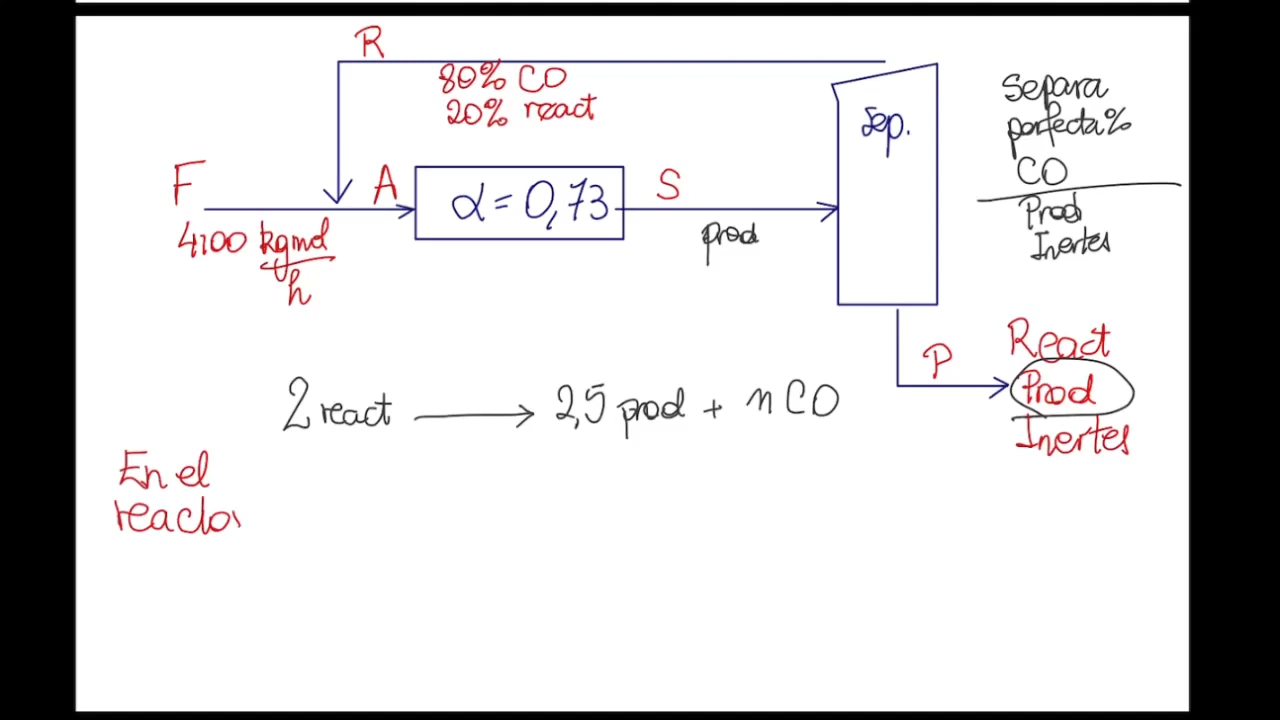 R
80% CO
20% react
F
A
α = 0,73
S
prod
4100 kgmol
h
Sep.
Separa
perfecta%
CO
Prod
Inertes
P
React
Prod
Inertes
2 react → 2,5 prod + n CO
En el
reactor